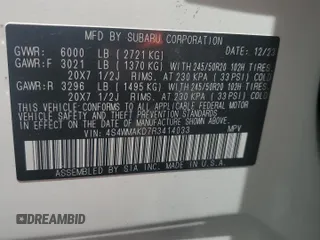 MFD BY SUBARU CORPORATION
GVWR: 6000 LB (2721 KG) DATE 12/23
GAWR:F 3021 LB (1370 KG) WITH 245/50R20 102H TIRES,
20X7 1/2J RIMS, AT 230 KPA (33 PSI) COLD
GAWR:R 3296 LB (1495 KG) WITH 245/50R20 102H TIRES,
20X7 1/2J RIMS, AT 230 KPA (33 PSI) COLD
THIS VEHICLE CONFORMS TO ALL APPLICABLE FEDERAL
MOTOR VEHICLE SAFETY STANDARDS IN EFFECT ON THE
DATE OF MANUFACTURE SHOWN ABOVE.
VIN: 4S4WMAKD7R3414033 MPV
ASSEMBLED BY SIA INC. MADE IN U.S.A.
DREAMBID